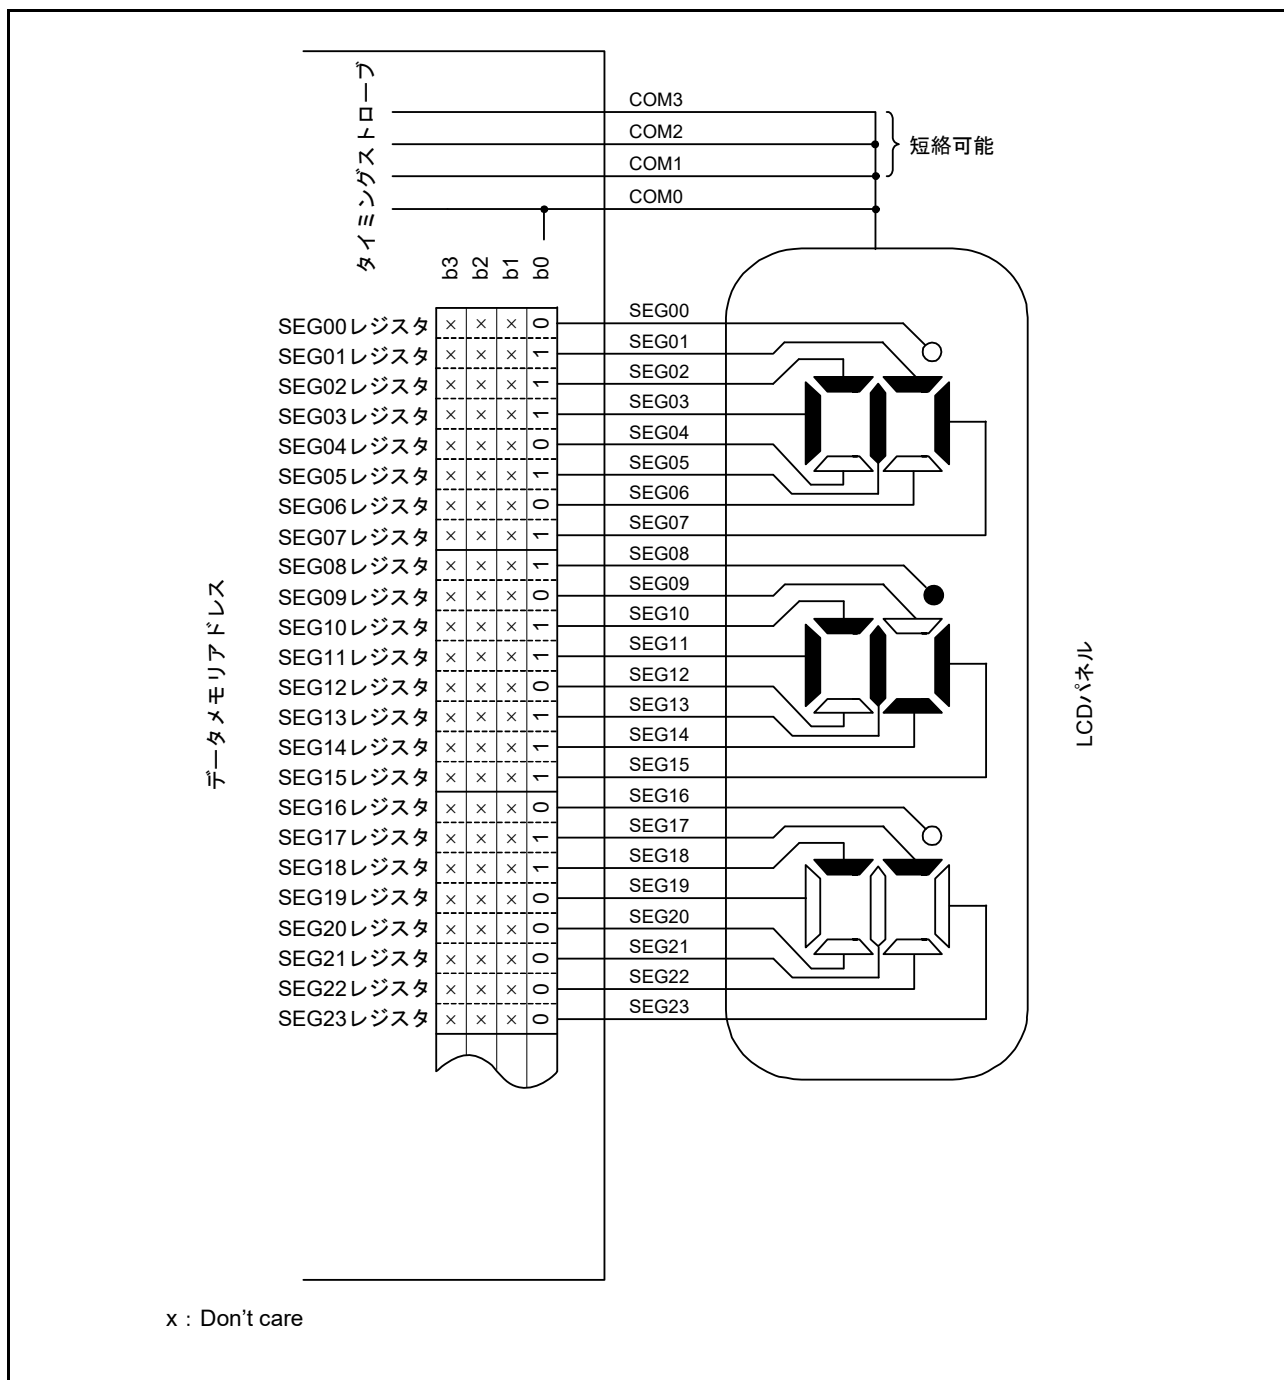 タイミングストローブ
COM3
COM2
COM1
COM0
短絡可能
b3
b2
b1
b0
データメモリアドレス
SEG00レジスタ × × × 0 SEG00
SEG01レジスタ × × × 1 SEG01
SEG02レジスタ × × × 1 SEG02
SEG03レジスタ × × × 1 SEG03
SEG04レジスタ × × × 0 SEG04
SEG05レジスタ × × × 1 SEG05
SEG06レジスタ × × × 0 SEG06
SEG07レジスタ × × × 1 SEG07
SEG08レジスタ × × × 1 SEG08
SEG09レジスタ × × × 0 SEG09
SEG10レジスタ × × × 1 SEG10
SEG11レジスタ × × × 1 SEG11
SEG12レジスタ × × × 0 SEG12
SEG13レジスタ × × × 1 SEG13
SEG14レジスタ × × × 1 SEG14
SEG15レジスタ × × × 1 SEG15
SEG16レジスタ × × × 0 SEG16
SEG17レジスタ × × × 1 SEG17
SEG18レジスタ × × × 1 SEG18
SEG19レジスタ × × × 0 SEG19
SEG20レジスタ × × × 0 SEG20
SEG21レジスタ × × × 0 SEG21
SEG22レジスタ × × × 0 SEG22
SEG23レジスタ × × × 0 SEG23
LCDパネル
x : Don't care